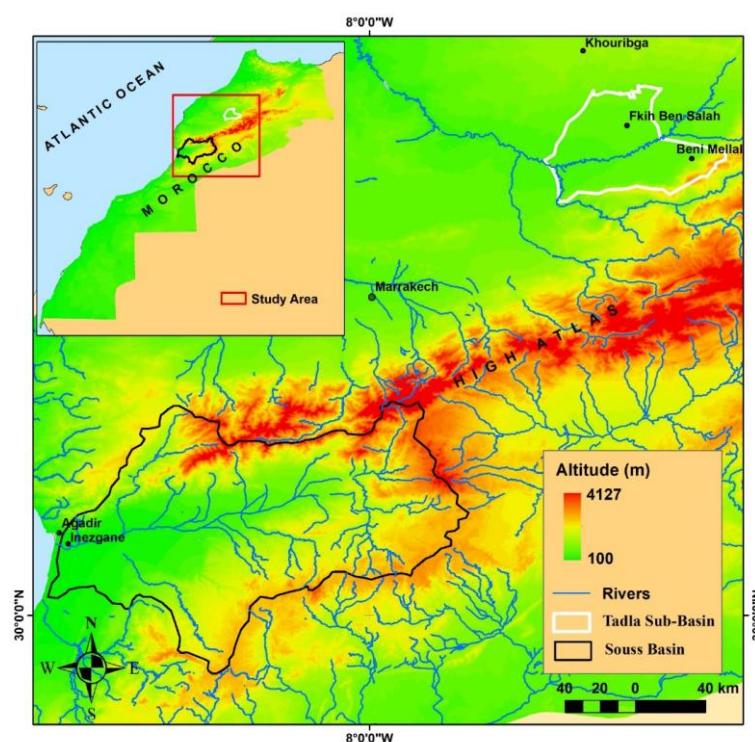 8°0'0"W
Khouribga
ATLANTIC OCEAN
Fkih Ben Salah
Beni Mellal
MOROCCO
Study Area
Marrakech
HIGH ATLAS
Altitude (m)
4127
100
Agadir
Inezgane
Rivers
Tadla Sub-Basin
Souss Basin
30°0'0"N
N
W E
S
40 20 0 40 km
8°0'0"W